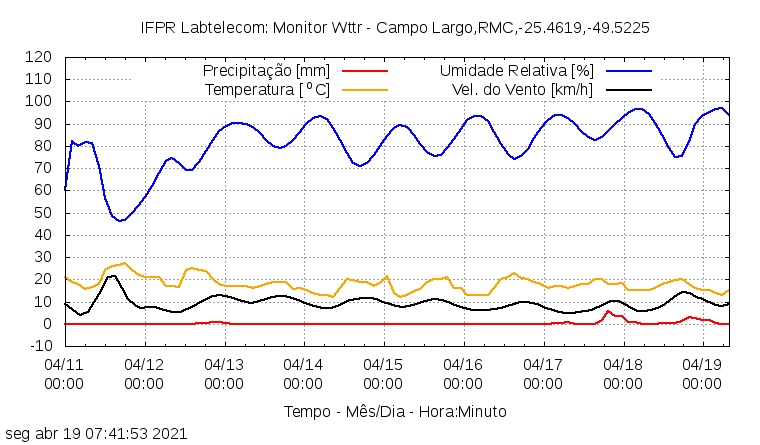 IFPR Labtelecom: Monitor Wttr - Campo Largo,RMC,-25.4619,-49.5225
120
110
100
90
80
70
60
50
40
30
20
10
0
-10
Precipitação [mm]
Temperatura [⁰C]
Umidade Relativa [%]
Vel. do Vento [km/h]
04/11 04/12 04/13 04/14 04/15 04/16 04/17 04/18 04/19
00:00 00:00 00:00 00:00 00:00 00:00 00:00 00:00 00:00
Tempo - Mês/Dia - Hora:Minuto
seg abr 19 07:41:53 2021